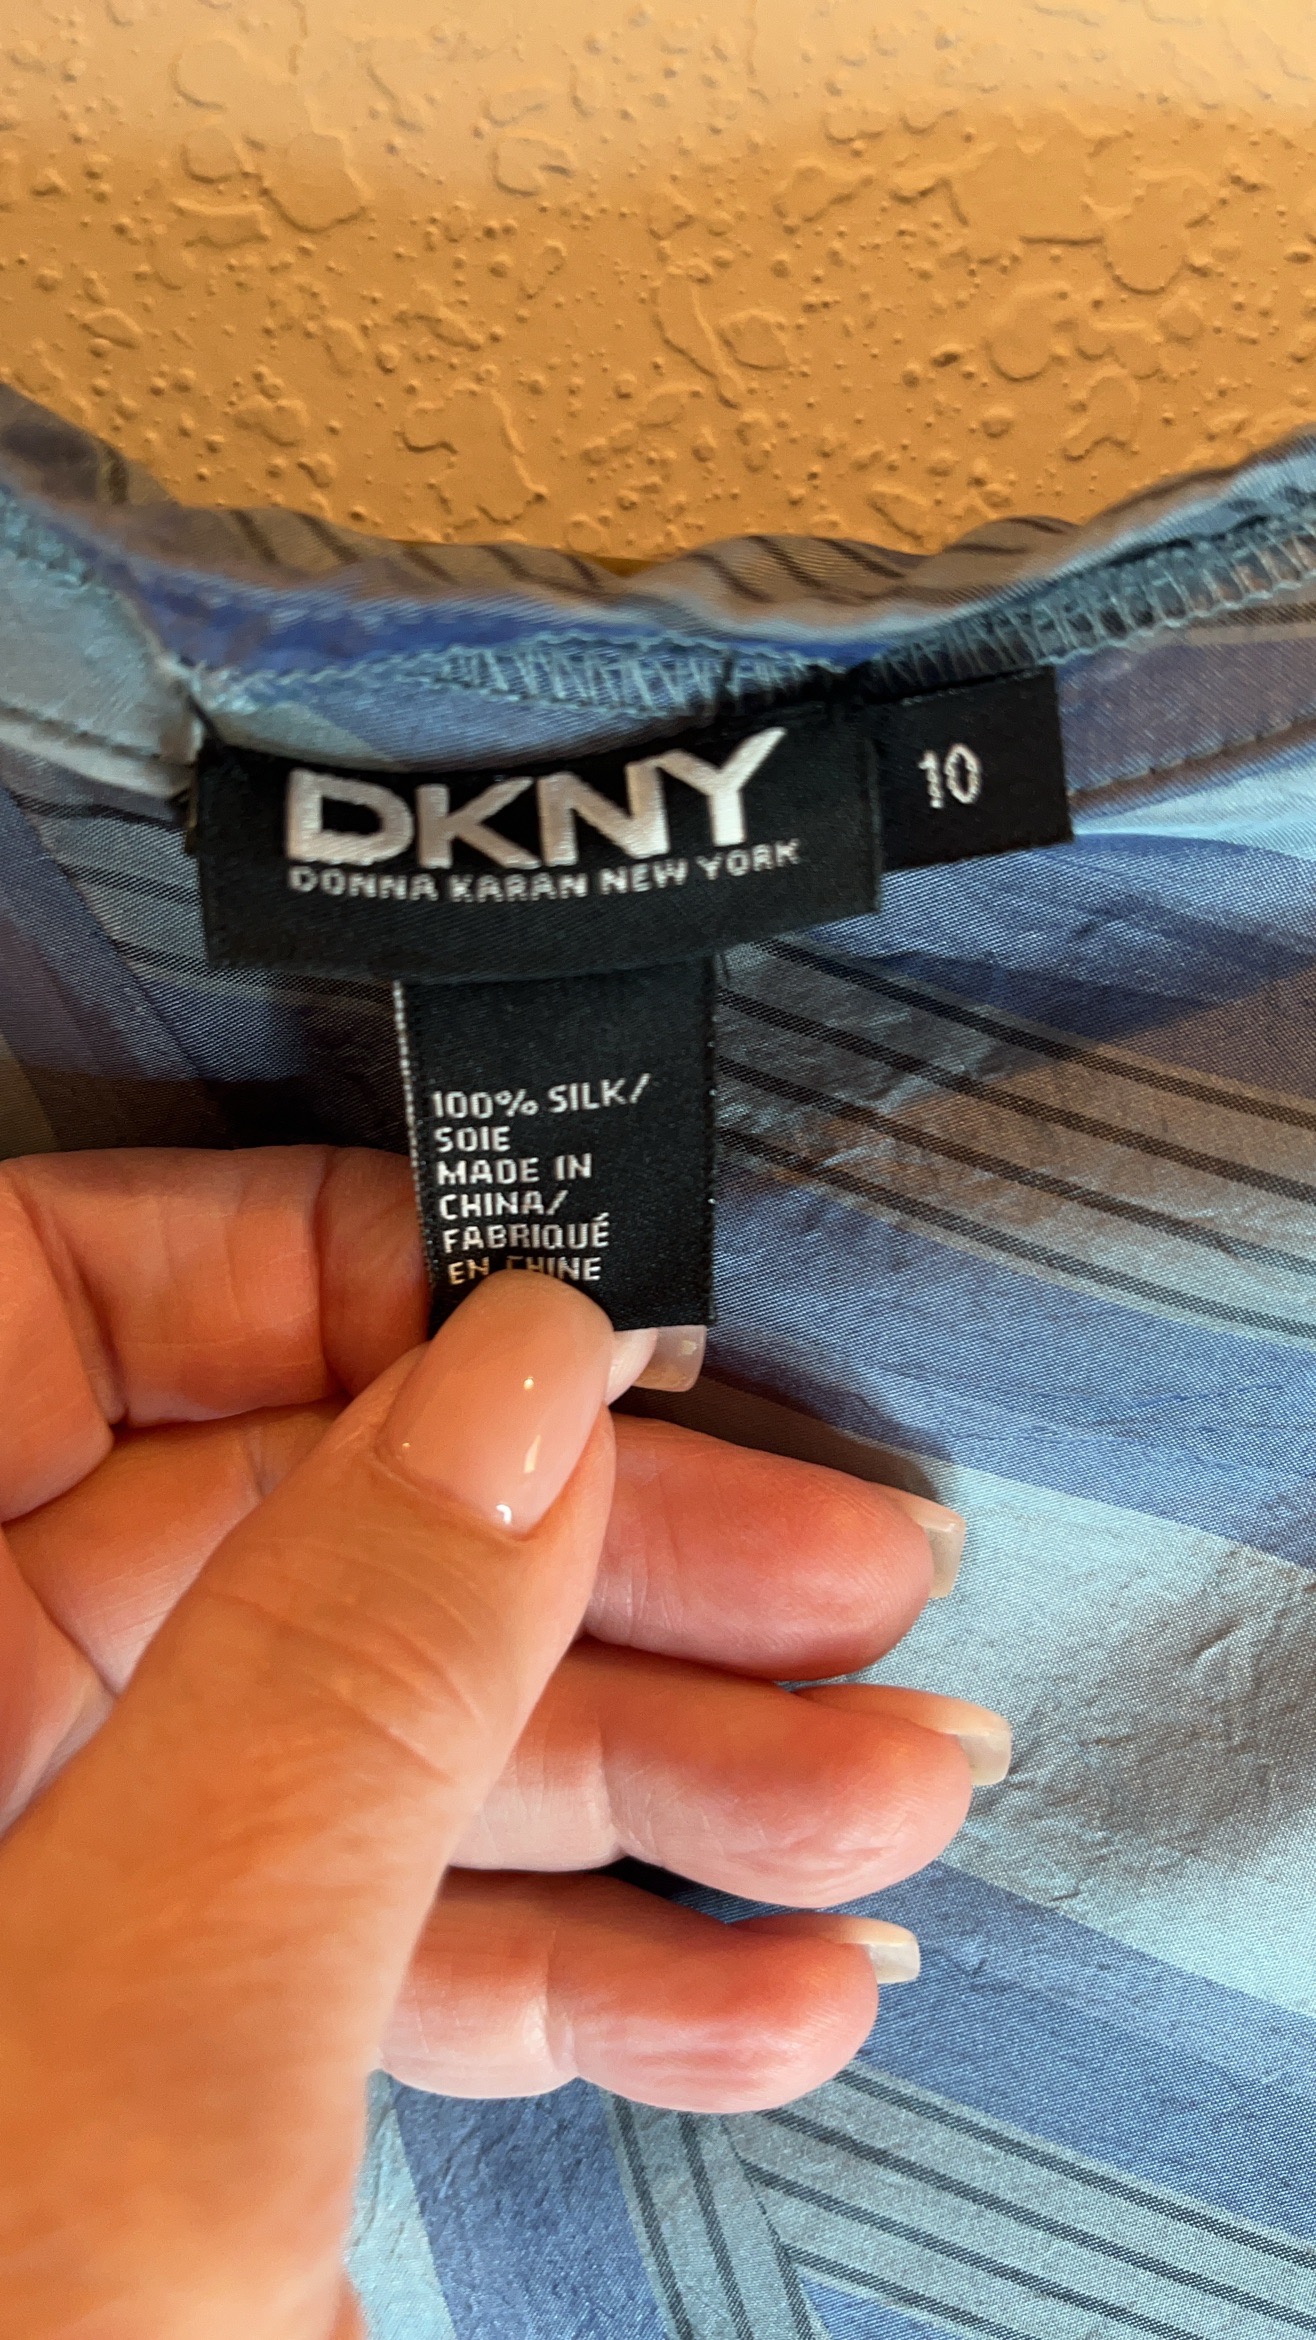 DKNY
DONNA KARAN NEW YORK
10
100% SILK/
SOIE
MADE IN
CHINA/
FABRIQUÉ
EN CHINE